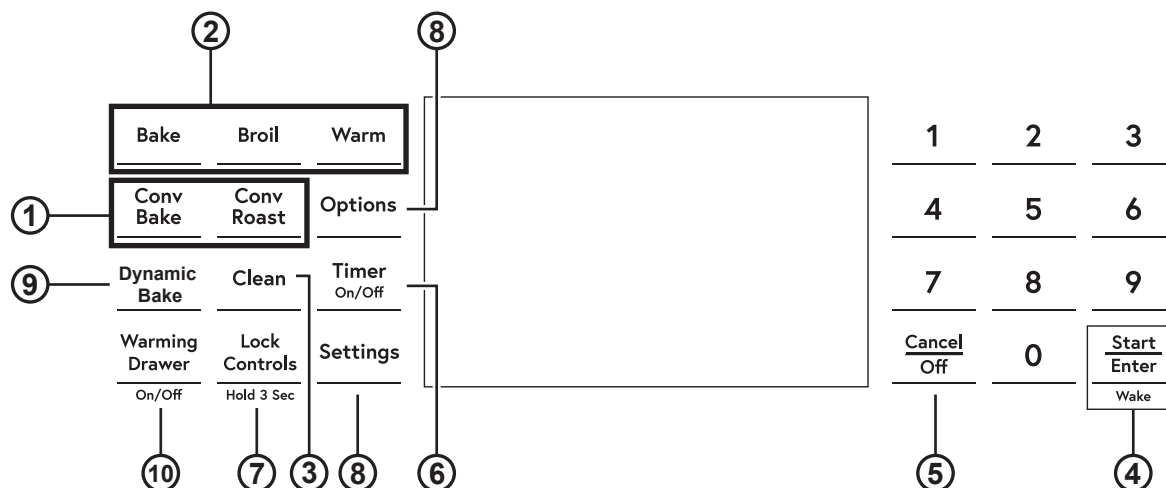 2
8
Bake Broil Warm 1 2 3
1
Conv Conv Options 4 5 6
Bake Roast
9
Dynamic Clean Timer 7 8 9
Bake On/Off
Warming Lock Settings Cancel 0 Start
Drawer Controls Off Enter
On/Off Hold 3 Sec Wake
10 7 3 8 6 5 4